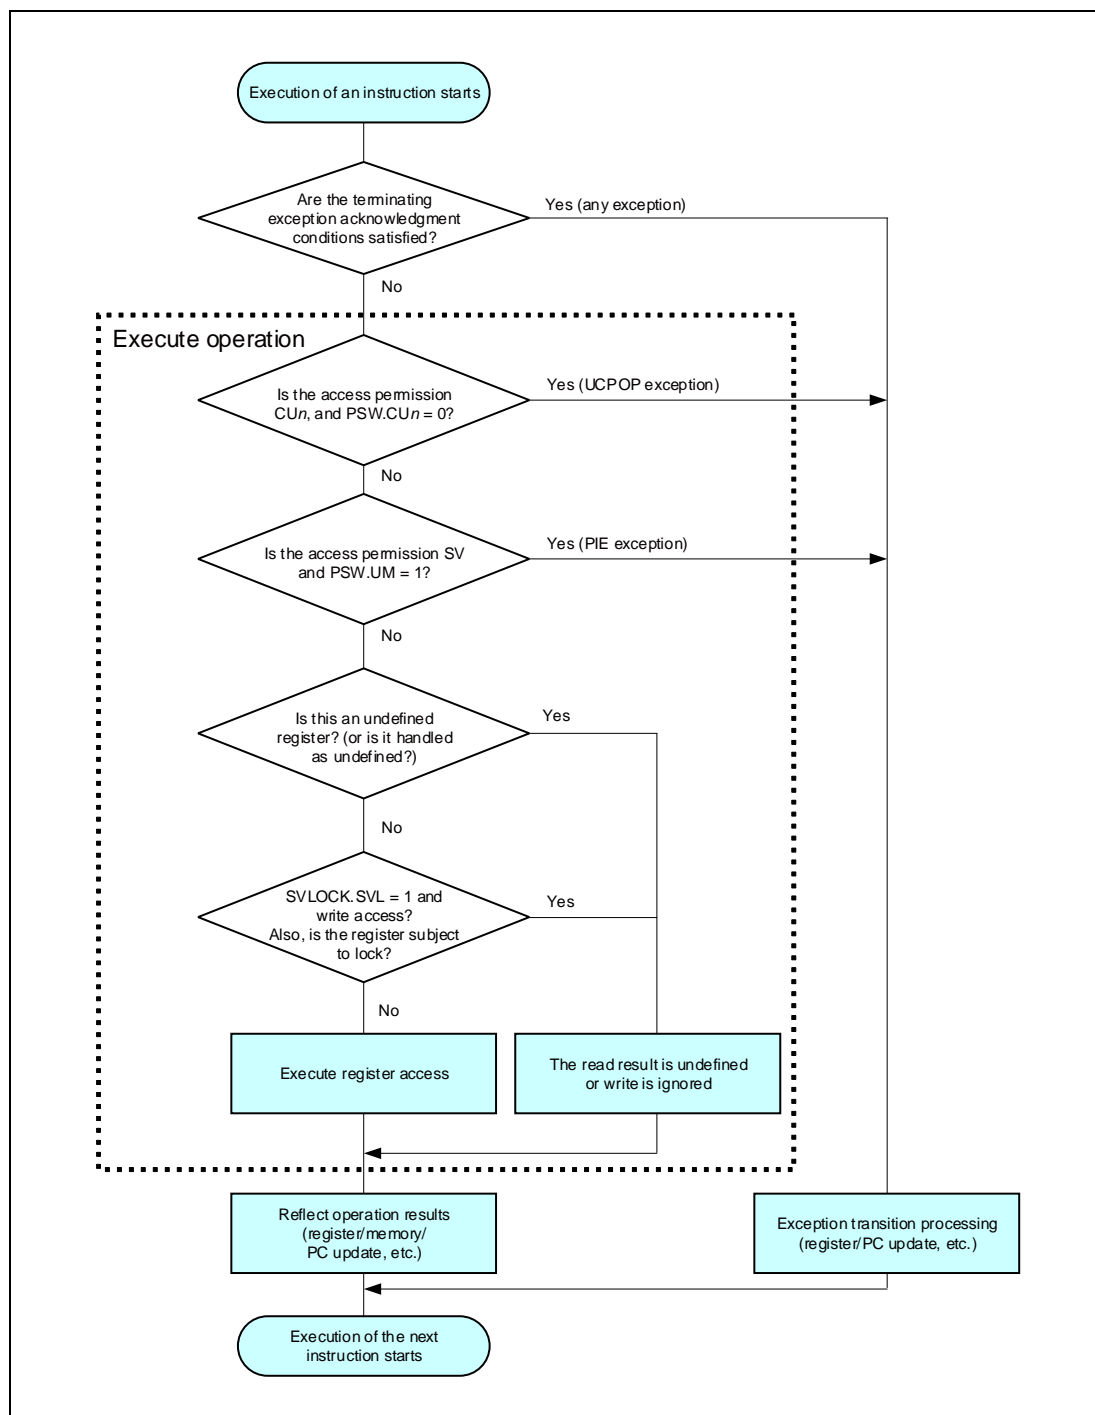 Execution of an instruction starts
Are the terminating
exception acknowledgment
conditions satisfied?
Yes (any exception)
No
Execute operation
Is the access permission
CUn, and PSW.CUn = 0?
Yes (UCPOP exception)
No
Is the access permission SV
and PSW.UM = 1?
Yes (PIE exception)
No
Is this an undefined
register? (or is it handled
as undefined?)
Yes
No
SVLOCK.SVL = 1 and
write access?
Also, is the register subject
to lock?
Yes
No
Execute register access
The read result is undefined
or write is ignored
Reflect operation results
(register/memory/
PC update, etc.)
Exception transition processing
(register/PC update, etc.)
Execution of the next
instruction starts